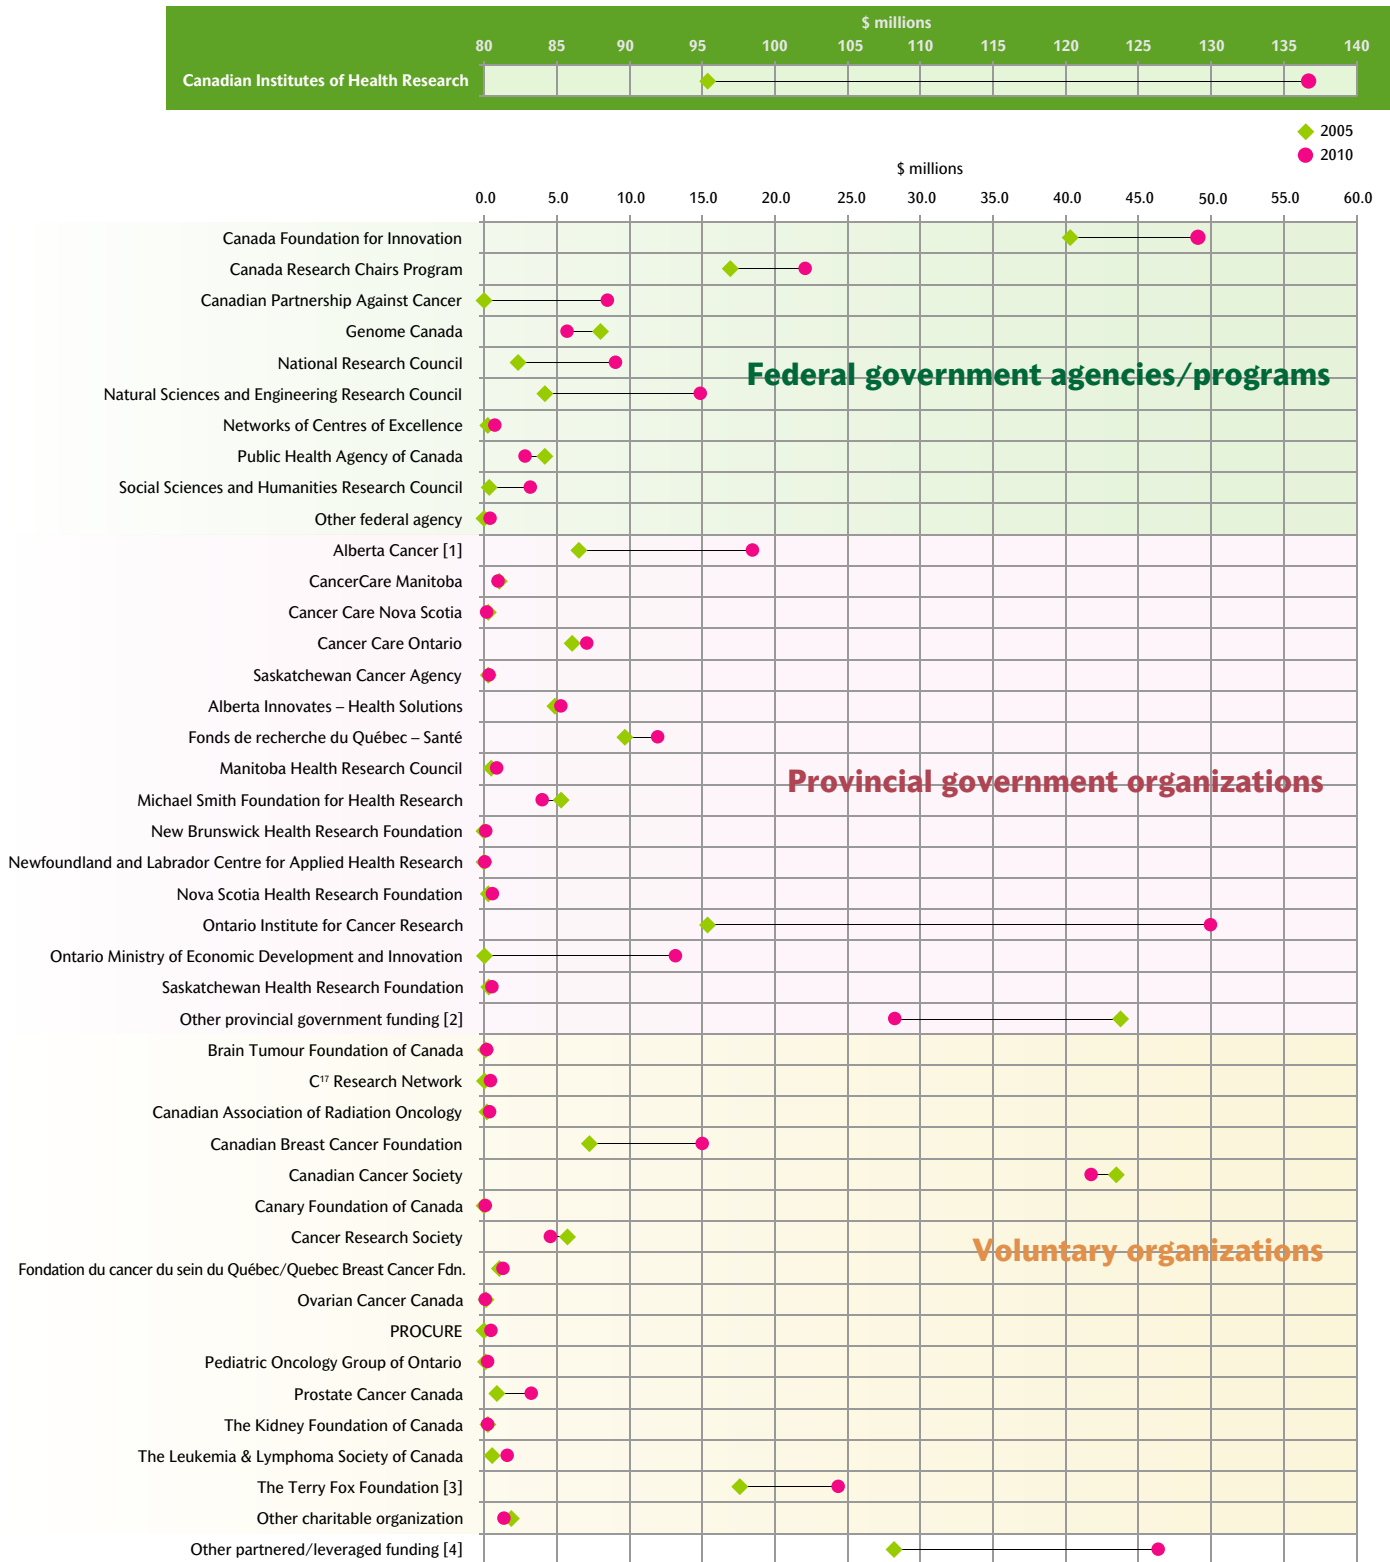 $ millions
80 85 90 95 100 105 110 115 120 125 130 135 140
Canadian Institutes of Health Research
2005
2010
$ millions
0.0 5.0 10.0 15.0 20.0 25.0 30.0 35.0 40.0 45.0 50.0 60.0
Canada Foundation for Innovation
Canada Research Chairs Program
Canadian Partnership Against Cancer
Genome Canada
National Research Council
Federal government agencies/programs
Natural Sciences and Engineering Research Council
Networks of Centres of Excellence
Public Health Agency of Canada
Social Sciences and Humanities Research Council
Other federal agency
Alberta Cancer [1]
CancerCare Manitoba
Cancer Care Nova Scotia
Cancer Care Ontario
Saskatchewan Cancer Agency
Alberta Innovates – Health Solutions
Fonds de recherche du Québec – Santé
Manitoba Health Research Council
Provincial government organizations
Michael Smith Foundation for Health Research
New Brunswick Health Research Foundation
Newfoundland and Labrador Centre for Applied Health Research
Nova Scotia Health Research Foundation
Ontario Institute for Cancer Research
Ontario Ministry of Economic Development and Innovation
Saskatchewan Health Research Foundation
Other provincial government funding [2]
Brain Tumour Foundation of Canada
C¹⁷ Research Network
Canadian Association of Radiation Oncology
Canadian Breast Cancer Foundation
Canadian Cancer Society
Canary Foundation of Canada
Cancer Research Society
Voluntary organizations
Fondation du cancer du sein du Québec/Quebec Breast Cancer Fdn.
Ovarian Cancer Canada
PROCURE
Pediatric Oncology Group of Ontario
Prostate Cancer Canada
The Kidney Foundation of Canada
The Leukemia & Lymphoma Society of Canada
The Terry Fox Foundation [3]
Other charitable organization
Other partnered/leveraged funding [4]